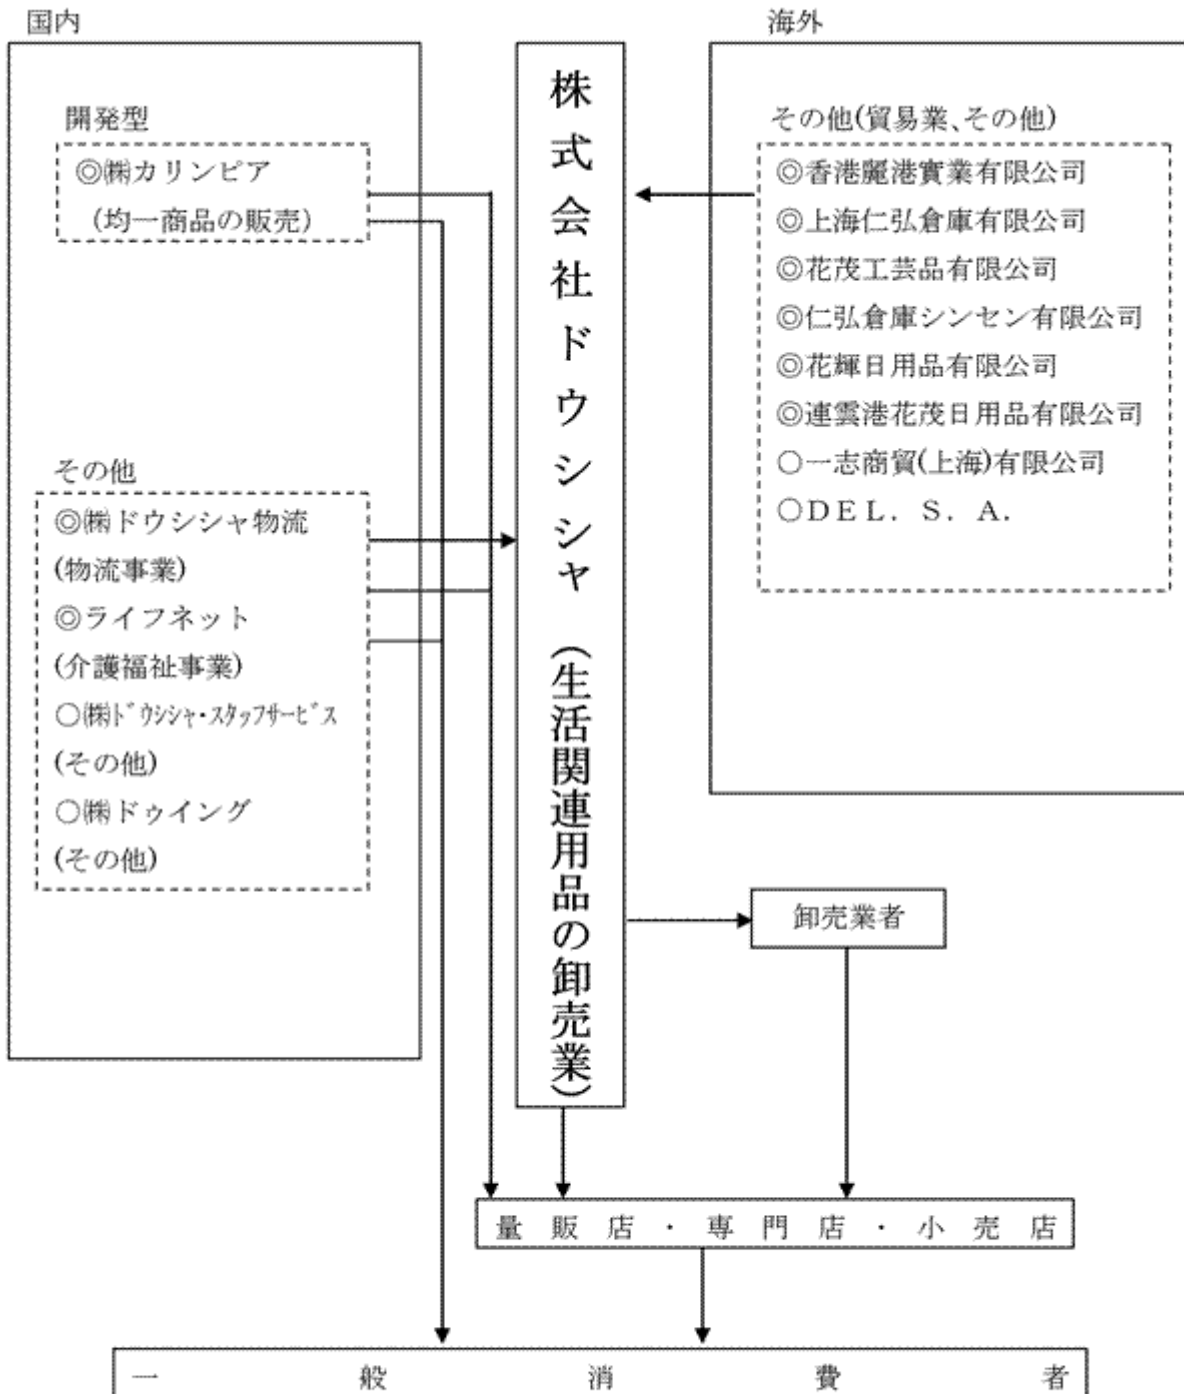 国内
開発型
◎㈱カリンピア
(均一商品の販売)
その他
◎㈱ドウシシャ物流
(物流事業)
◎ライフネット
(介護福祉事業)
○㈱ﾄﾞｳｼｼｬ・ｽﾀｯﾌｻｰﾋﾞｽ
(その他)
○㈱ドゥイング
(その他)
株式会社ドウシシャ (生活関連用品の卸売業)
海外
その他(貿易業、その他)
◎香港麗港實業有限公司
◎上海仁弘倉庫有限公司
◎花茂工芸品有限公司
◎仁弘倉庫シンセン有限公司
◎花輝日用品有限公司
◎連雲港花茂日用品有限公司
○一志商貿(上海)有限公司
○ＤＥＬ．Ｓ．Ａ．
卸売業者
量販店・専門店・小売店
一般消費者